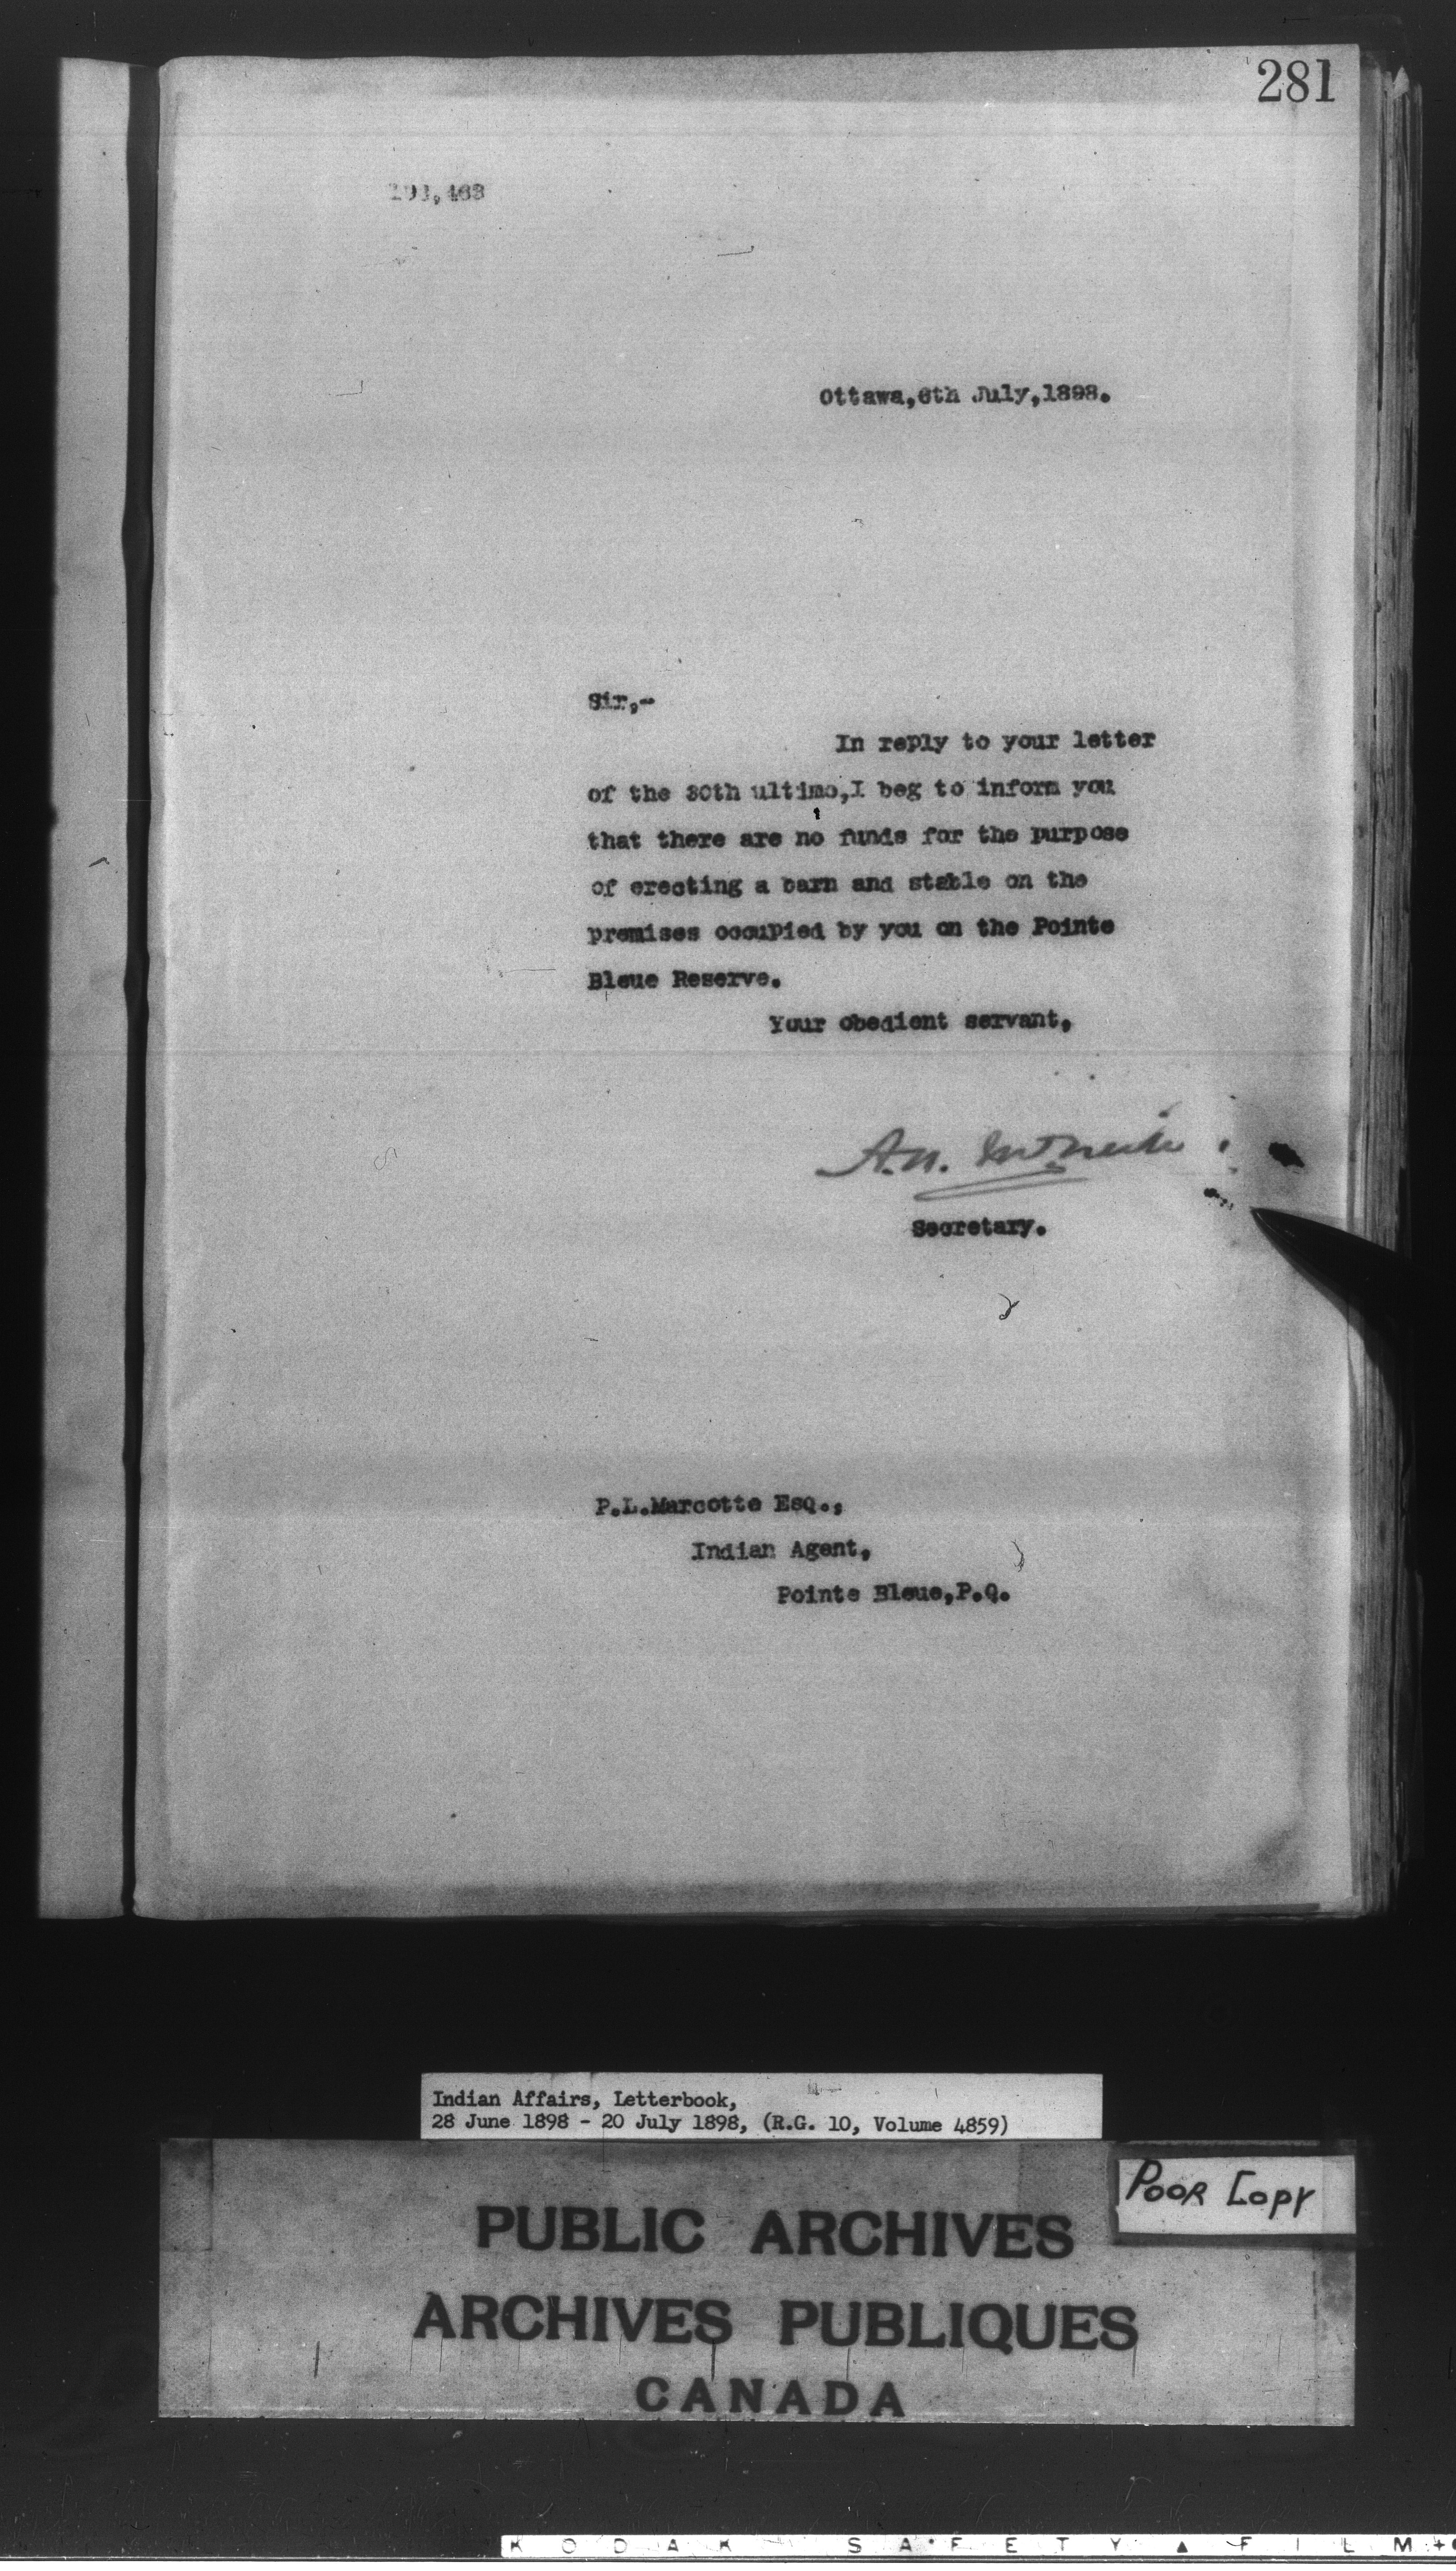 281
Ottawa,6th July,1898.
Sir,-
In reply to your letter
of the 30th ultimo,I beg to inform you
that there are no funds for the purpose
of erecting a barn and stable on the
premises occupied by you on the Pointe
Bleue Reserve.
Your obedient servant,
A.N.
Secretary.
P.L.Marcotte Esq.,
Indian Agent,
Pointe Bleue,P.Q.
Indian Affairs, Letterbook,
28 June 1898 - 20 July 1898, (R.G. 10, Volume 4859)
POOR COPY
PUBLIC ARCHIVES
ARCHIVES PUBLIQUES
CANADA
KODAK SAFETY ▲ FILM